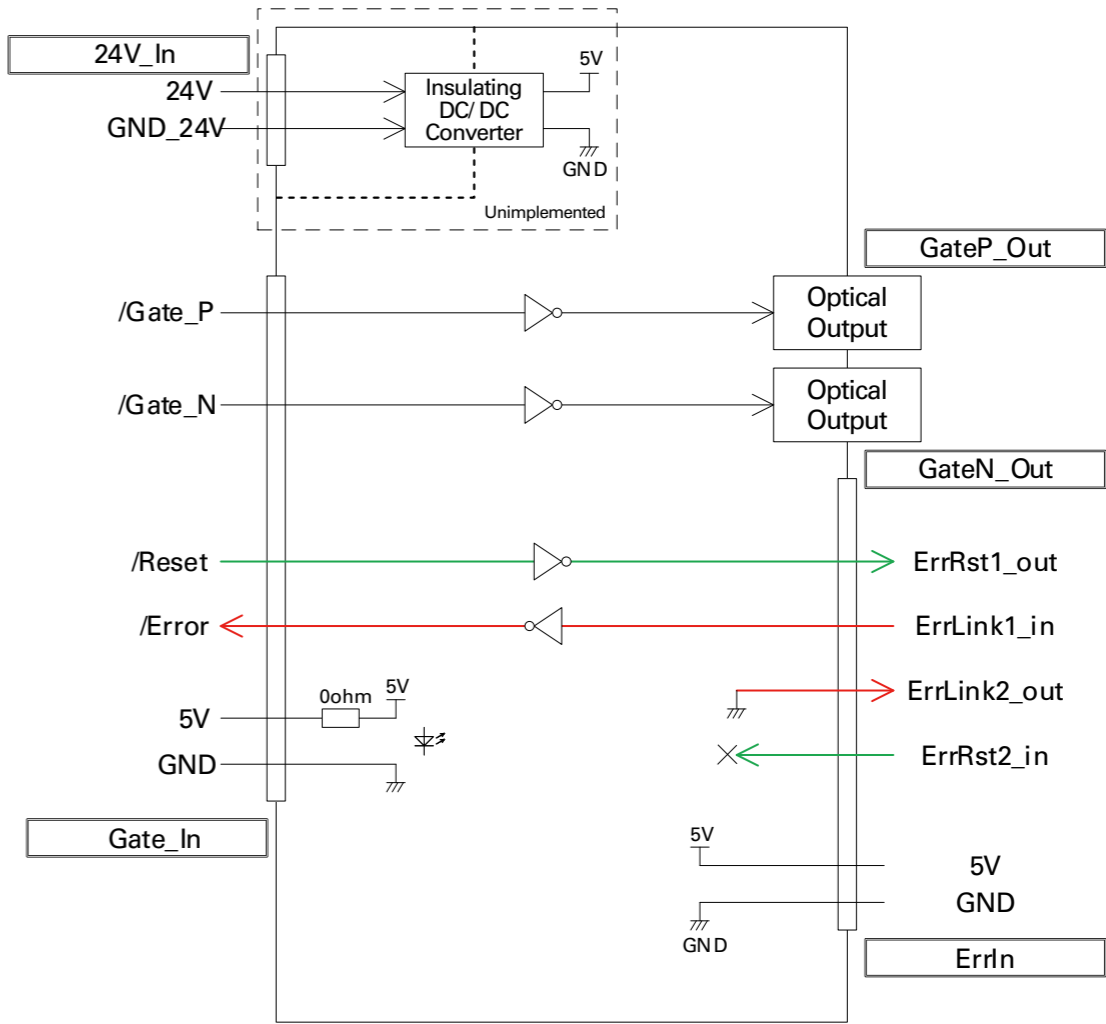 24V_In
24V
GND_24V
Insulating
DC/DC
Converter
5V
GND
Unimplemented
GateP_Out
/Gate_P
Optical
Output
/Gate_N
Optical
Output
GateN_Out
/Reset
ErrRst1_out
/Error
ErrLink1_in
ErrLink2_out
0ohm
5V
5V
ErrRst2_in
GND
Gate_In
5V
5V
GND
GND
ErrIn